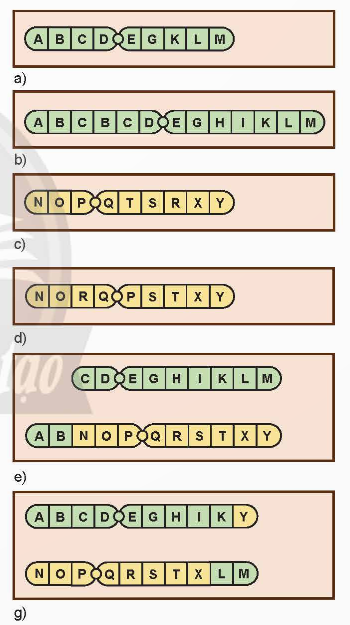 A B C D E G K L M
a)
A B C B C D E G H I K L M
b)
N O P Q T S R X Y
c)
N O R Q P S T X Y
d)
C D E G H I K L M
A B N O P Q R S T X Y
e)
A B C D E G H I K Y
N O P Q R S T X L M
g)